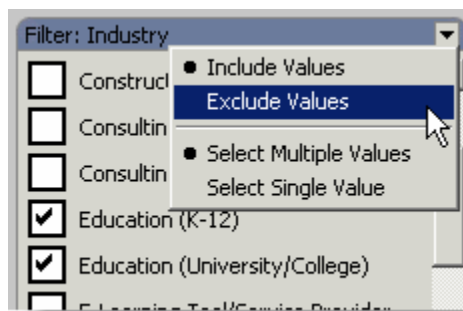 Filter: Industry
Include Values
Exclude Values
Select Multiple Values
Select Single Value
Education (K-12)
Education (University/College)